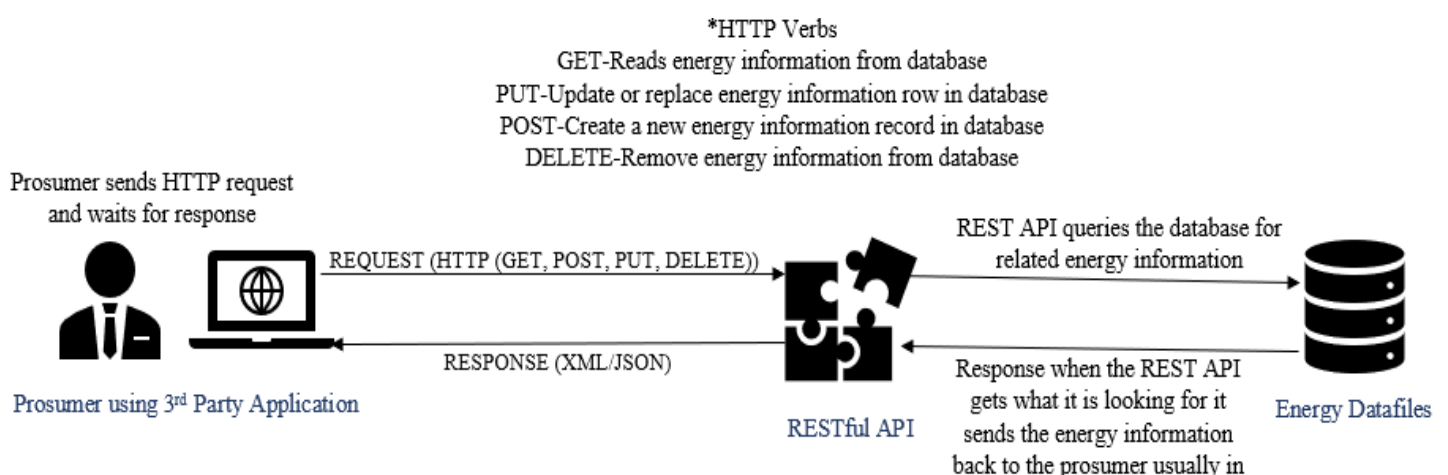 *HTTP Verbs
GET-Reads energy information from database
PUT-Update or replace energy information row in database
POST-Create a new energy information record in database
DELETE-Remove energy information from database
Prosumer sends HTTP request
and waits for response
REQUEST (HTTP (GET, POST, PUT, DELETE))
RESPONSE (XML/JSON)
Prosumer using 3rd Party Application
RESTful API
REST API queries the database for
related energy information
Response when the REST API
gets what it is looking for it
sends the energy information
back to the prosumer usually in
Energy Datafiles